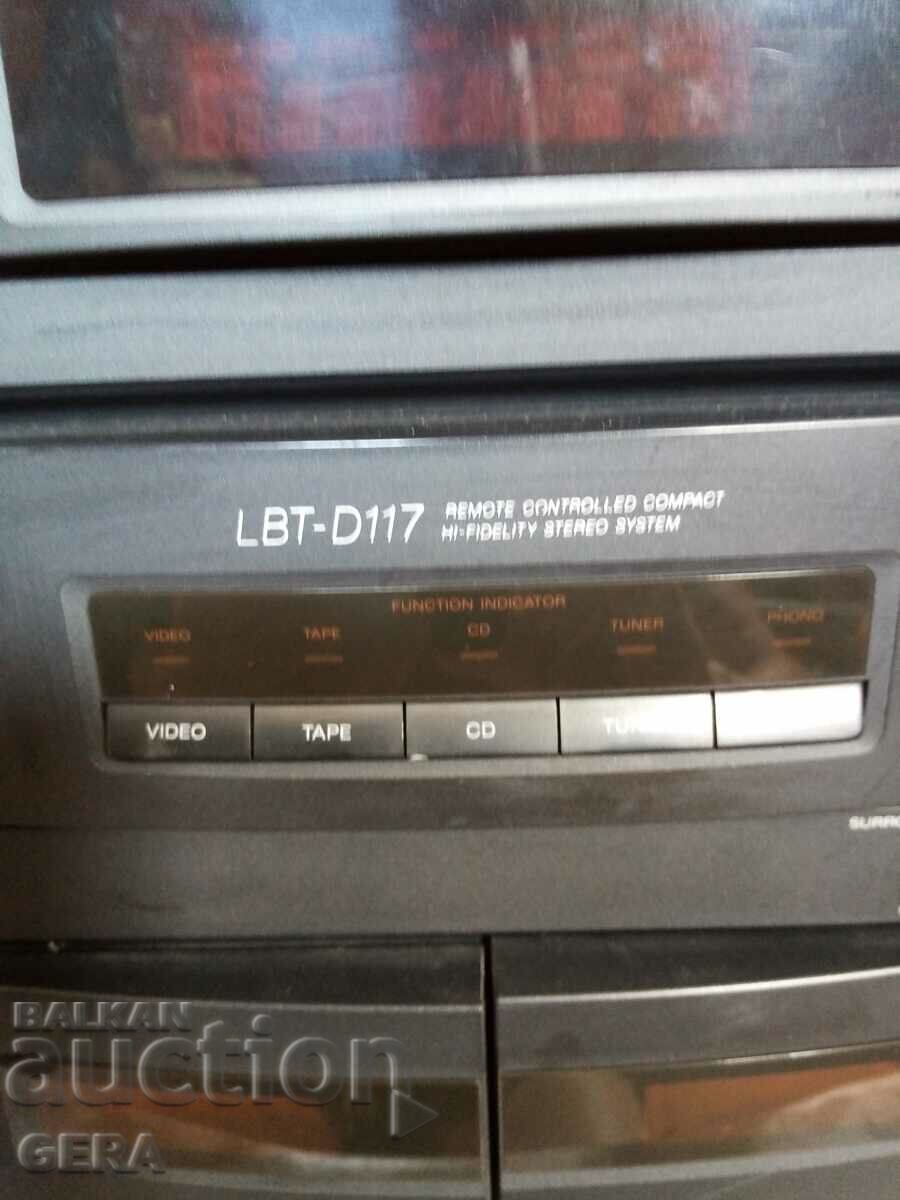 LBT-D117 REMOTE CONTROLLED COMPACT
HI-FIDELITY STEREO SYSTEM
FUNCTION INDICATOR
VIDEO TAPE CD TUNER PHONO
VIDEO TAPE CD
SURRO
BALKAN
auction
GERA